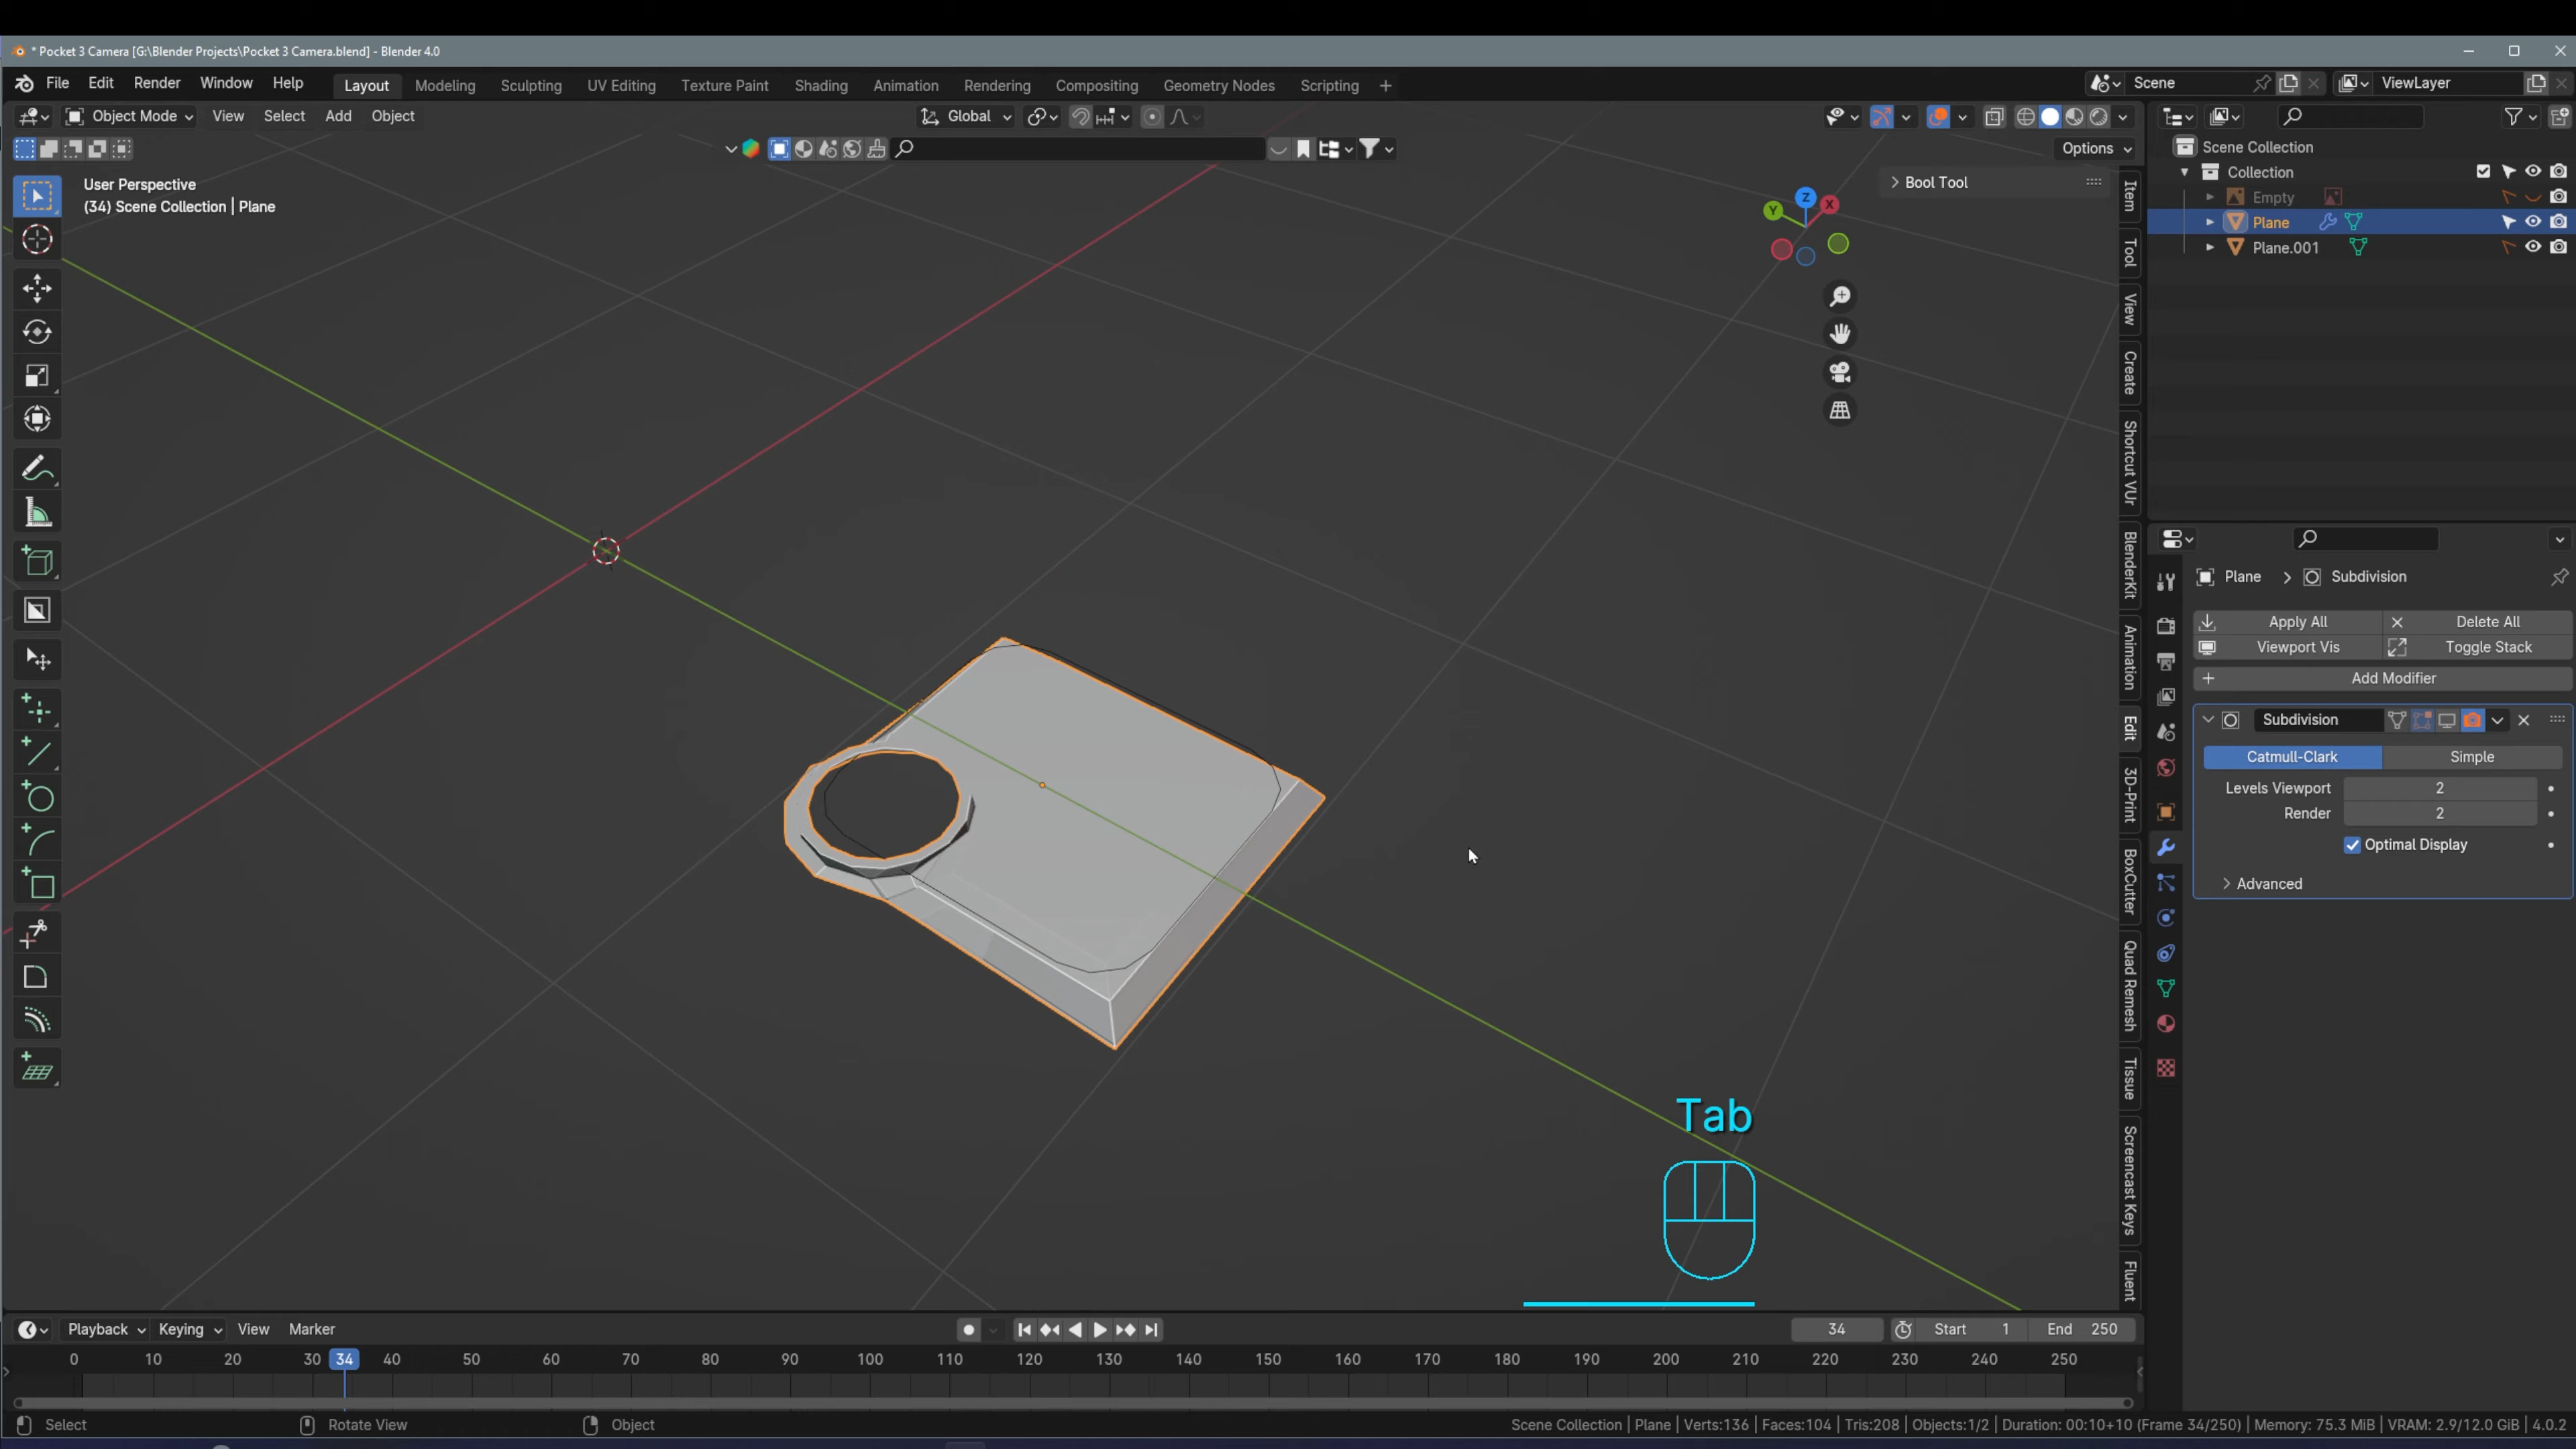 * Pocket 3 Camera [G:\Blender Projects\Pocket 3 Camera.blend] - Blender 4.0
File Edit Render Window Help Layout Modeling Sculpting UV Editing Texture Paint Shading Animation Rendering Compositing Geometry Nodes Scripting + Scene ViewLayer
Object Mode View Select Add Object Global
Options
User Perspective
(34) Scene Collection | Plane
Bool Tool
Z
X
Y
Item
Tool
View
Create
Shortcut VUr
BlenderKit
Animation
Edit
3D-Print
BoxCutter
Quad Remesh
Tissue
Screencast Keys
Fluent
Scene Collection
Collection
Empty
Plane
Plane.001
Plane > Subdivision
Apply All Delete All
Viewport Vis Toggle Stack
Add Modifier
Subdivision
Catmull-Clark Simple
Levels Viewport 2
Render 2
Optimal Display
Advanced
Tab
Playback Keying View Marker 34 Start 1 End 250
0 10 20 30 34 40 50 60 70 80 90 100 110 120 130 140 150 160 170 180 190 200 210 220 230 240 250
Select Rotate View Object Scene Collection | Plane | Verts:136 | Faces:104 | Tris:208 | Objects:1/2 | Duration: 00:10+10 (Frame 34/250) | Memory: 75.3 MiB | VRAM: 2.9/12.0 GiB | 4.0.2